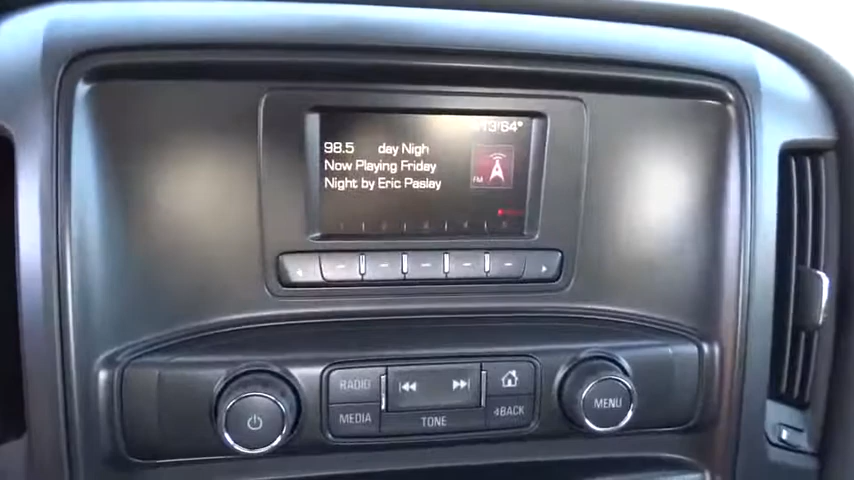 98.5 day Nigh
Now Playing Friday
Night by Eric Paslay
FM
RADIO
MEDIA
TONE
BACK
MENU